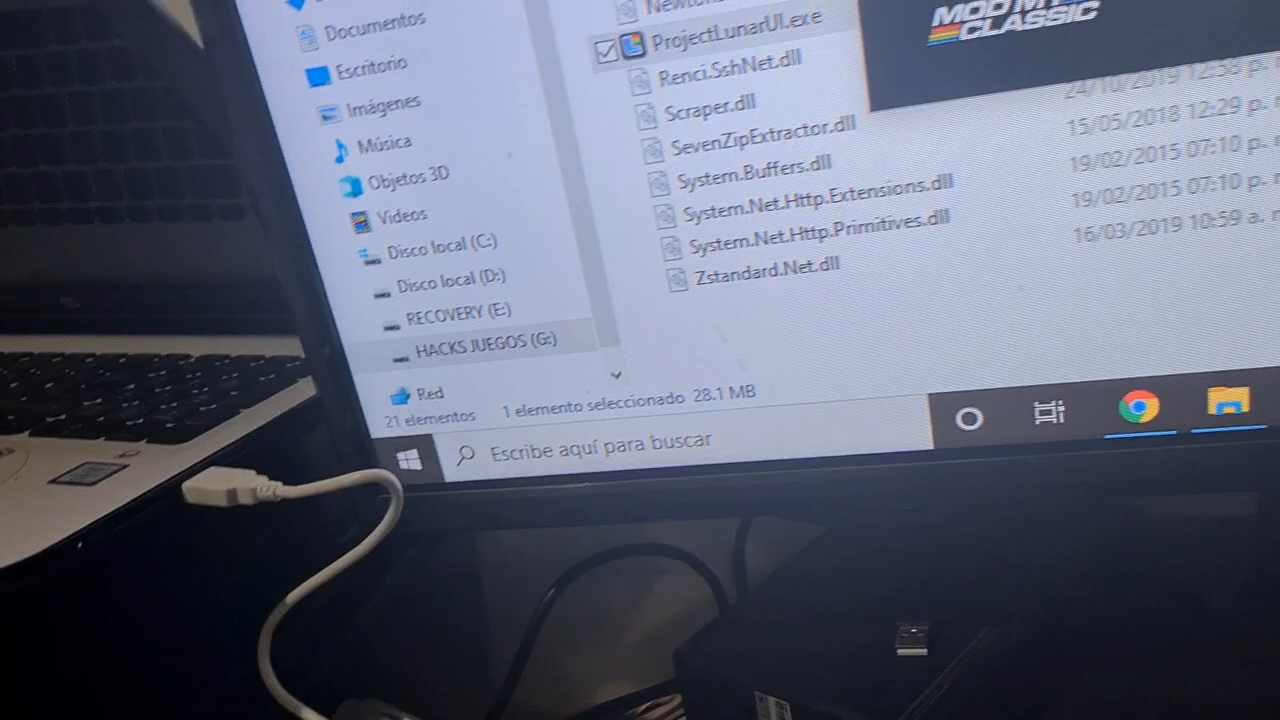 Documentos
Escritorio
Imágenes
Música
Objetos 3D
Videos
Disco local (C:)
Disco local (D:)
RECOVERY (E:)
HACKS JUEGOS (G:)
Red
21 elementos
1 elemento seleccionado 28.1 MB
ProjectLunarUI.exe
Renci.SshNet.dll
Scraper.dll
SevenZipExtractor.dll
System.Buffers.dll
System.Net.Http.Extensions.dll
System.Net.Http.Primitives.dll
Zstandard.Net.dll
MOD MY
CLASSIC
24/10/2019 12:58 p.
15/05/2018 12:29 p.
19/02/2015 07:10 p.
19/02/2015 07:10 p.
16/03/2019 10:59 a.
Escribe aquí para buscar